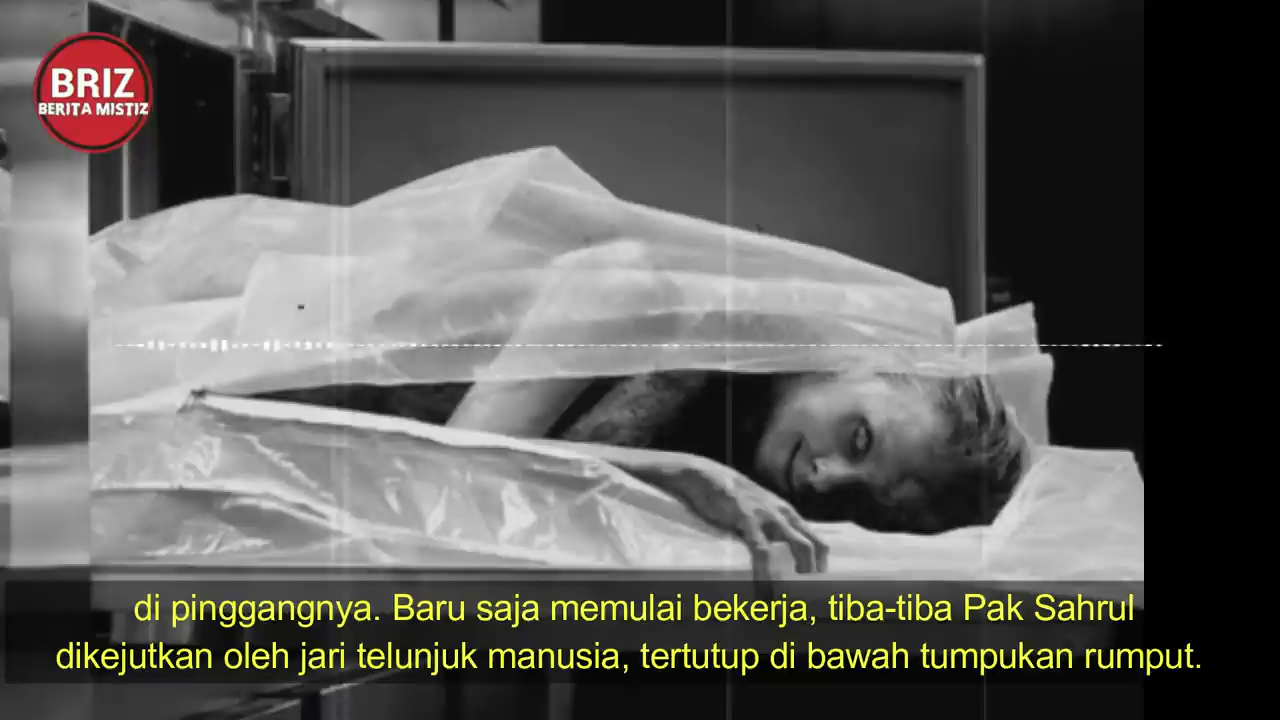 BRIZ
BERITA MISTIZ
di pinggangnya. Baru saja memulai bekerja, tiba-tiba Pak Sahrul
dikejutkan oleh jari telunjuk manusia, tertutup di bawah tumpukan rumput.